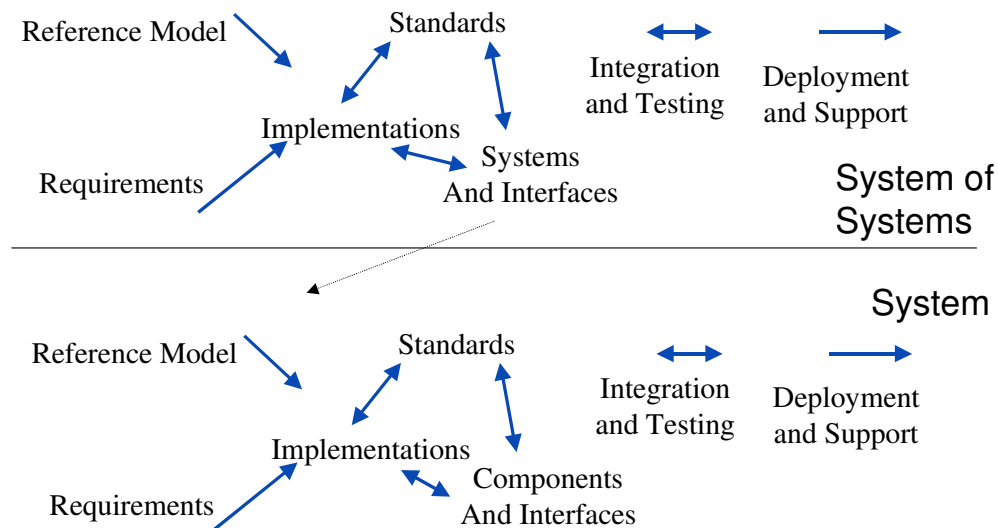 Reference Model
Standards
Integration
and Testing
Deployment
and Support
Implementations
Requirements
Systems
And Interfaces
System of
Systems
System
Reference Model
Standards
Integration
and Testing
Deployment
and Support
Implementations
Requirements
Components
And Interfaces